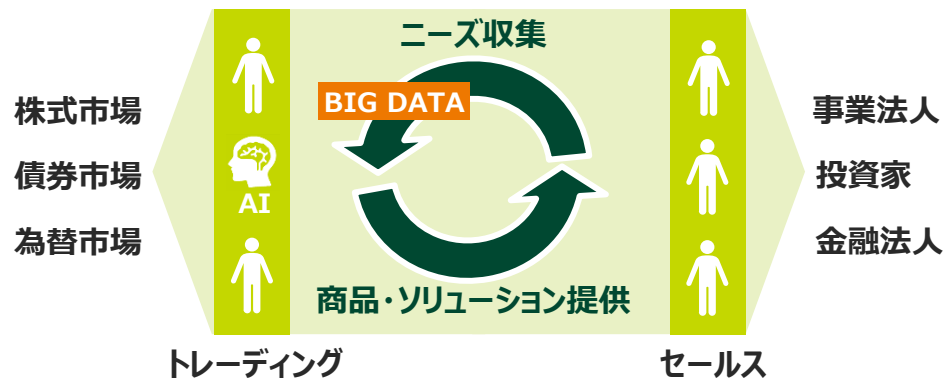 ニーズ収集
BIG DATA
株式市場
債券市場
為替市場
AI
事業法人
投資家
金融法人
商品・ソリューション提供
トレーディング
セールス